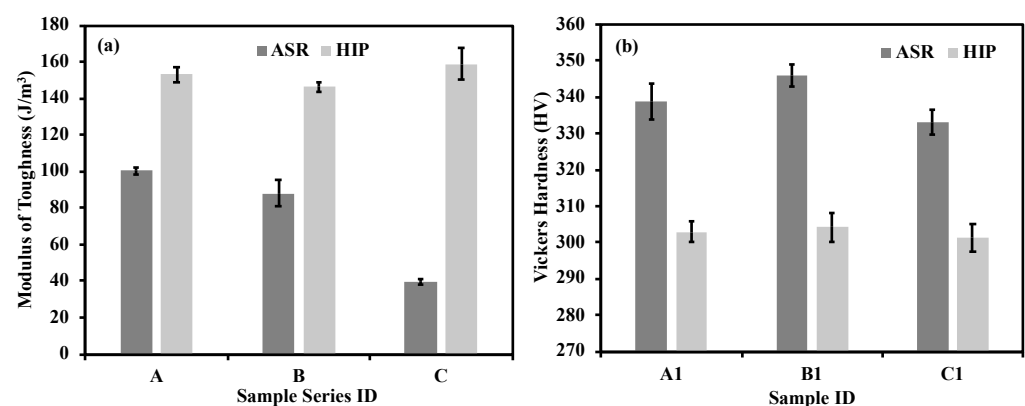 (a)
ASR HIP
180
160
140
120
100
80
60
40
20
0
Modulus of Toughness (J/m³)
A B C
Sample Series ID
(b)
ASR HIP
360
350
340
330
320
310
300
290
280
270
Vickers Hardness (HV)
A1 B1 C1
Sample ID